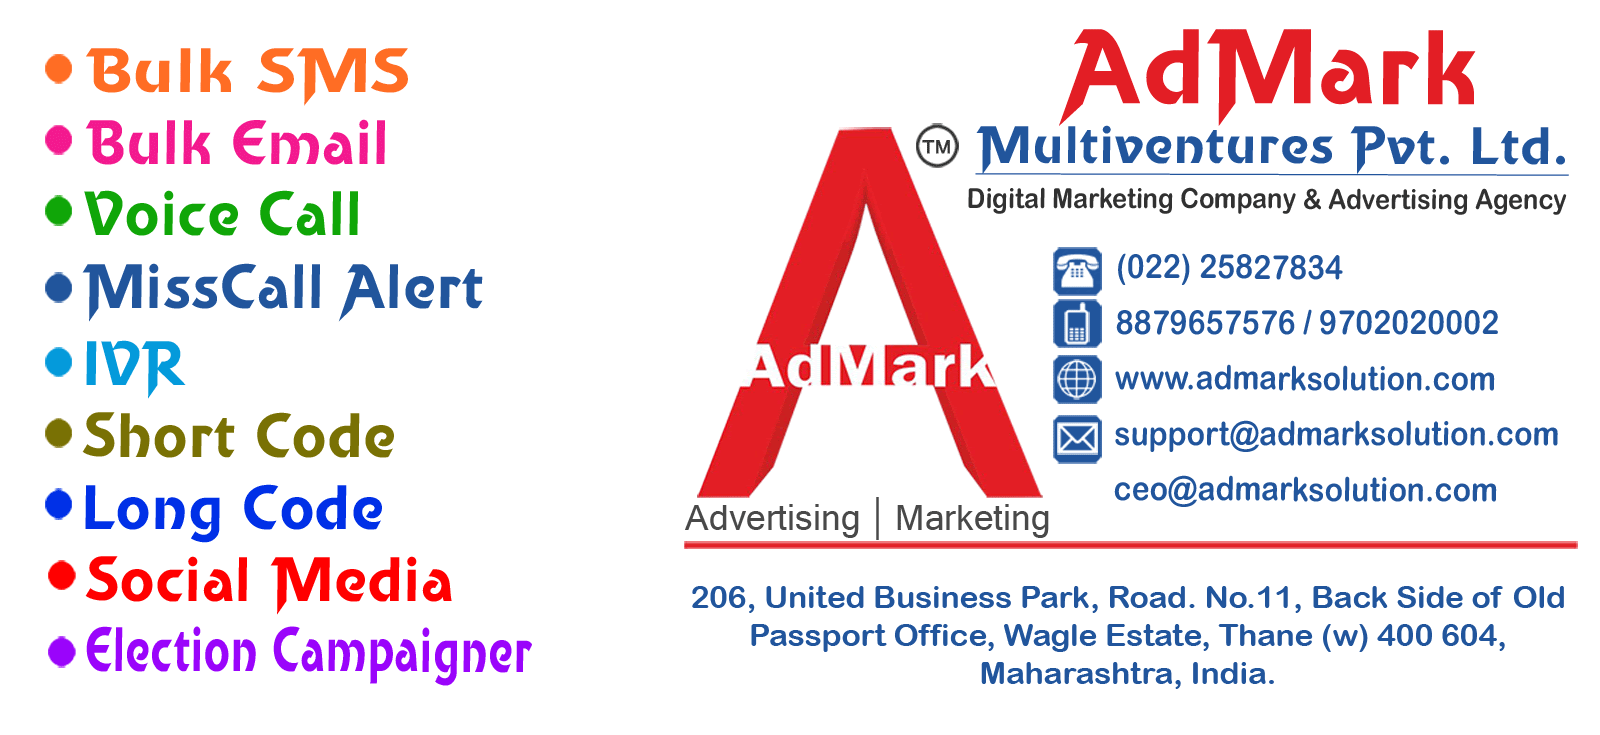 Bulk SMS
Bulk Email
Voice Call
MissCall Alert
IVR
Short Code
Long Code
Social Media
Election Campaigner
AdMark
TM
Multiventures Pvt. Ltd.
Digital Marketing Company & Advertising Agency
(022) 25827834
8879657576 / 9702020002
www.admarksolution.com
support@admarksolution.com
ceo@admarksolution.com
AdMark
Advertising | Marketing
206, United Business Park, Road. No.11, Back Side of Old
Passport Office, Wagle Estate, Thane (w) 400 604,
Maharashtra, India.